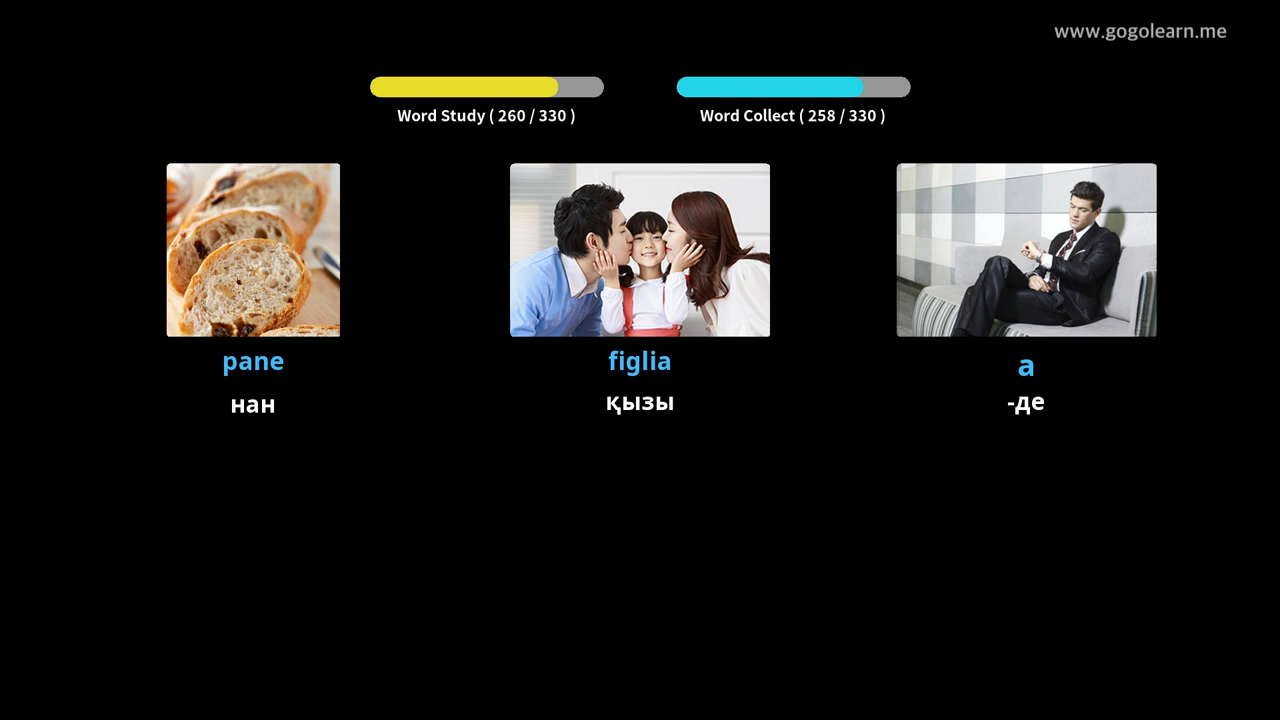 www.gogolearn.me
Word Study ( 260 / 330 )
Word Collect ( 258 / 330 )
pane
figlia
a
нан
қызы
-де